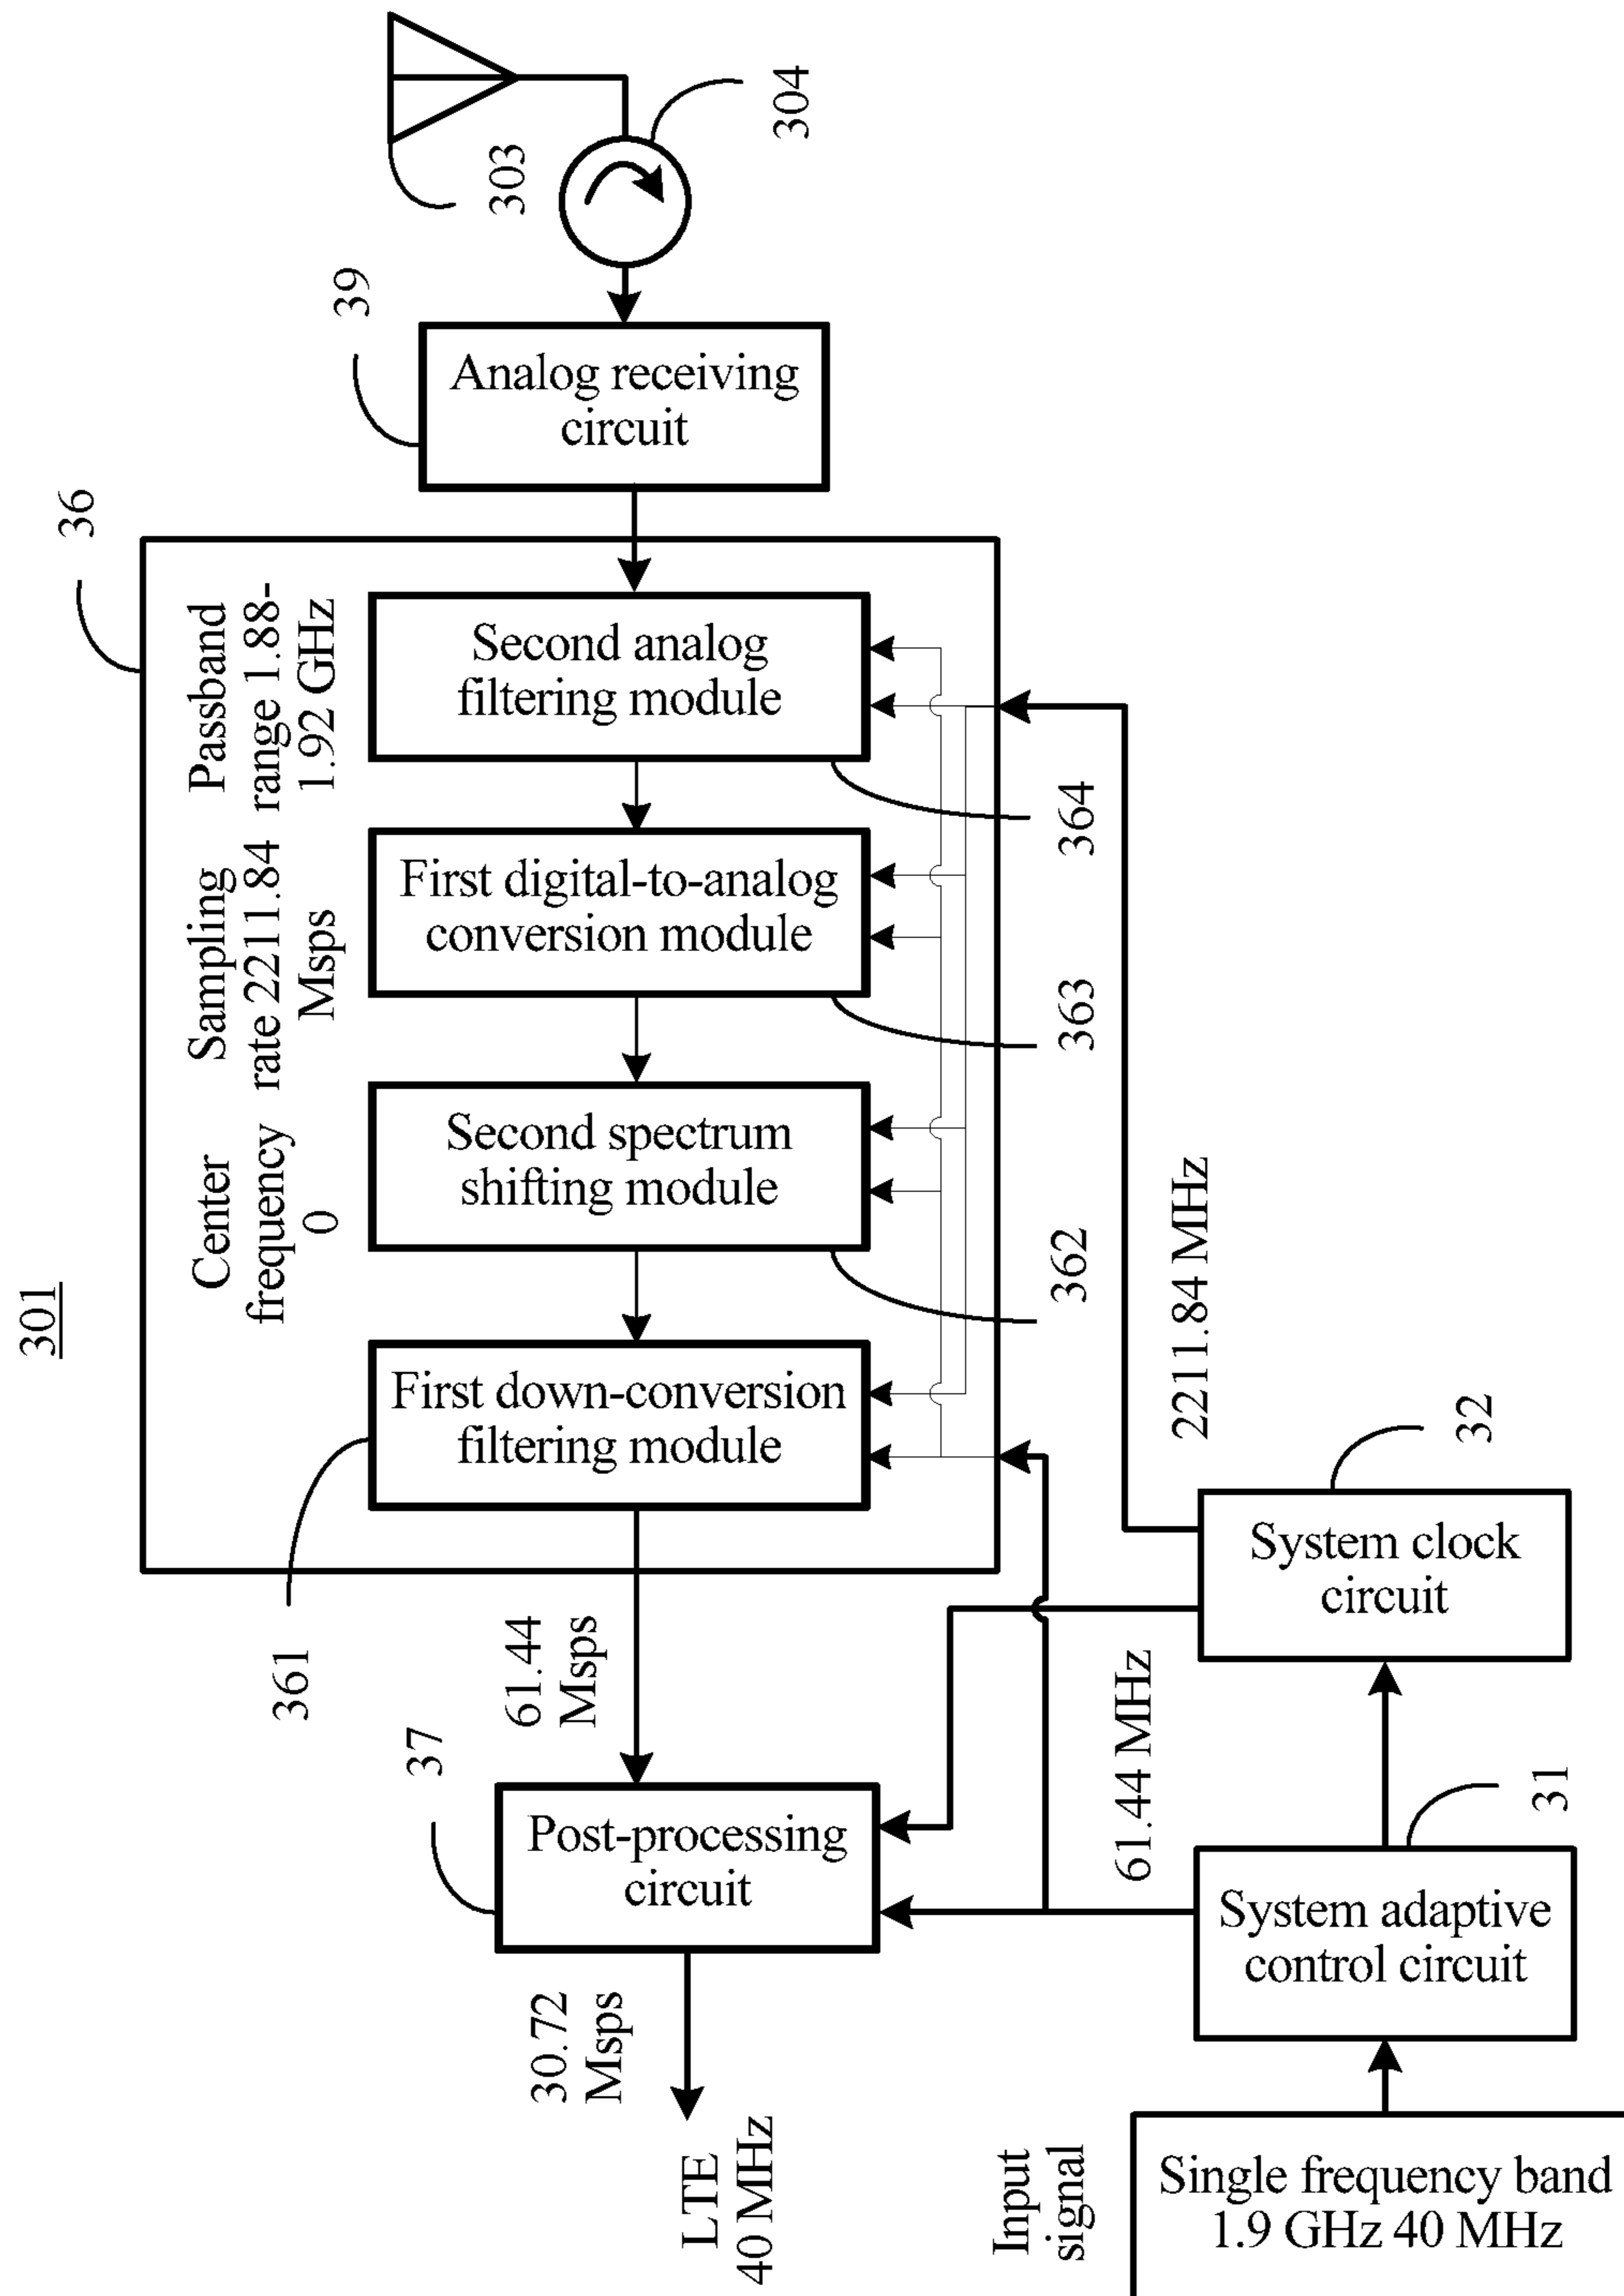 301
303
304
39
Analog receiving
circuit
36
Passband
range 1.88-
1.92 GHz
Sampling
rate 2211.84
Msps
Center
frequency
0
Second analog
filtering module
364
First digital-to-analog
conversion module
363
Second spectrum
shifting module
362
First down-conversion
filtering module
361
61.44
Msps
37
Post-processing
circuit
30.72
Msps
LTE
40 MHz
2211.84 MHz
32
System clock
circuit
61.44 MHz
31
System adaptive
control circuit
Input
signal
Single frequency band
1.9 GHz 40 MHz